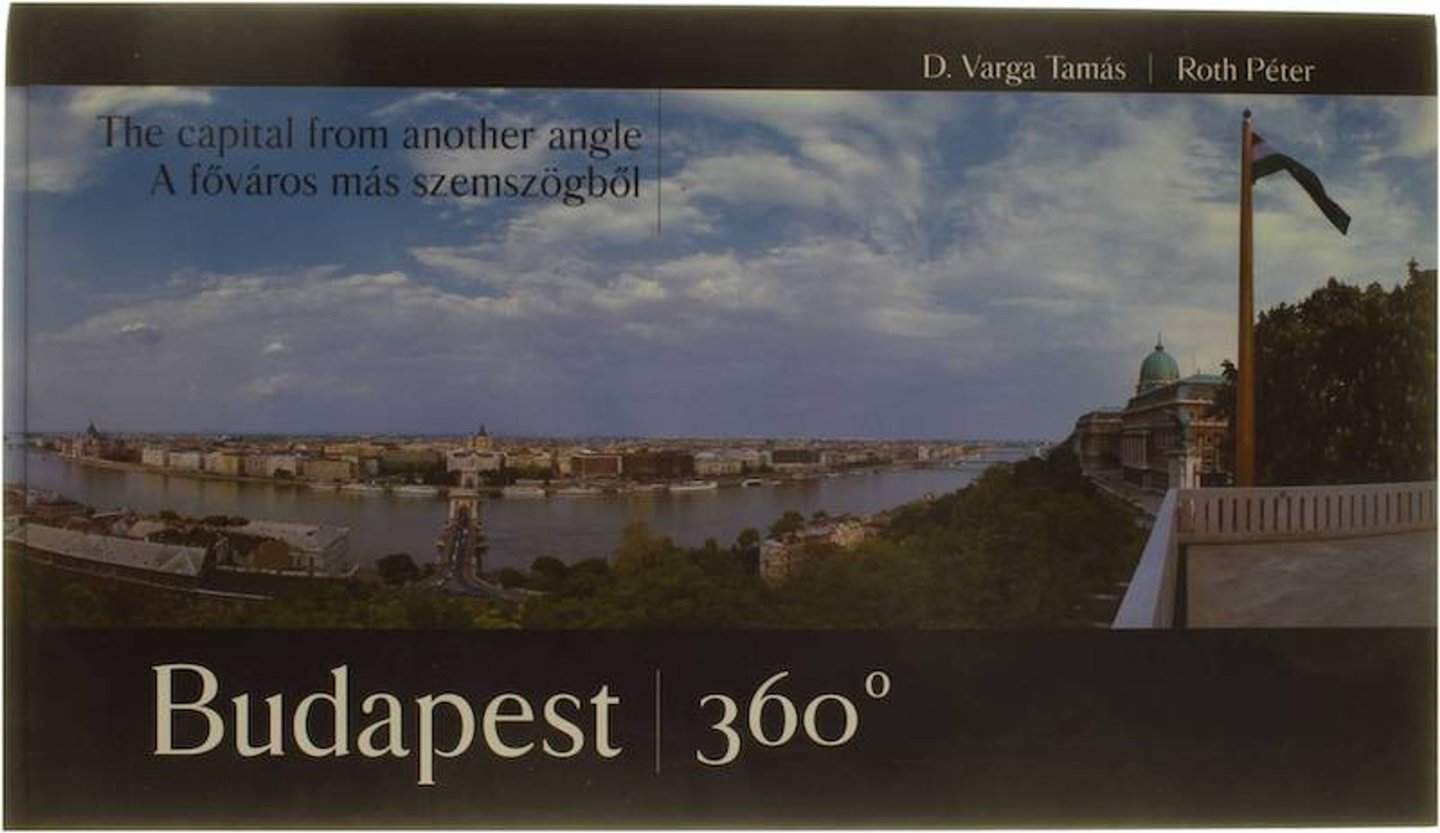 D. Varga Tamás | Roth Péter
The capital from another angle
A főváros más szemszögből
Budapest | 360°